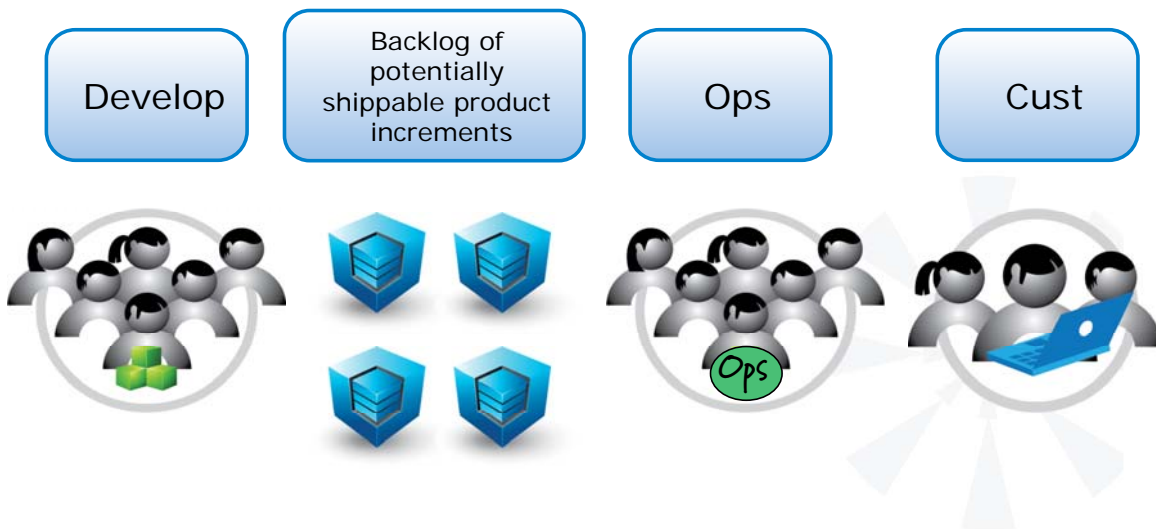 Develop
Backlog of
potentially
shippable product
increments
Ops
Cust
Ops